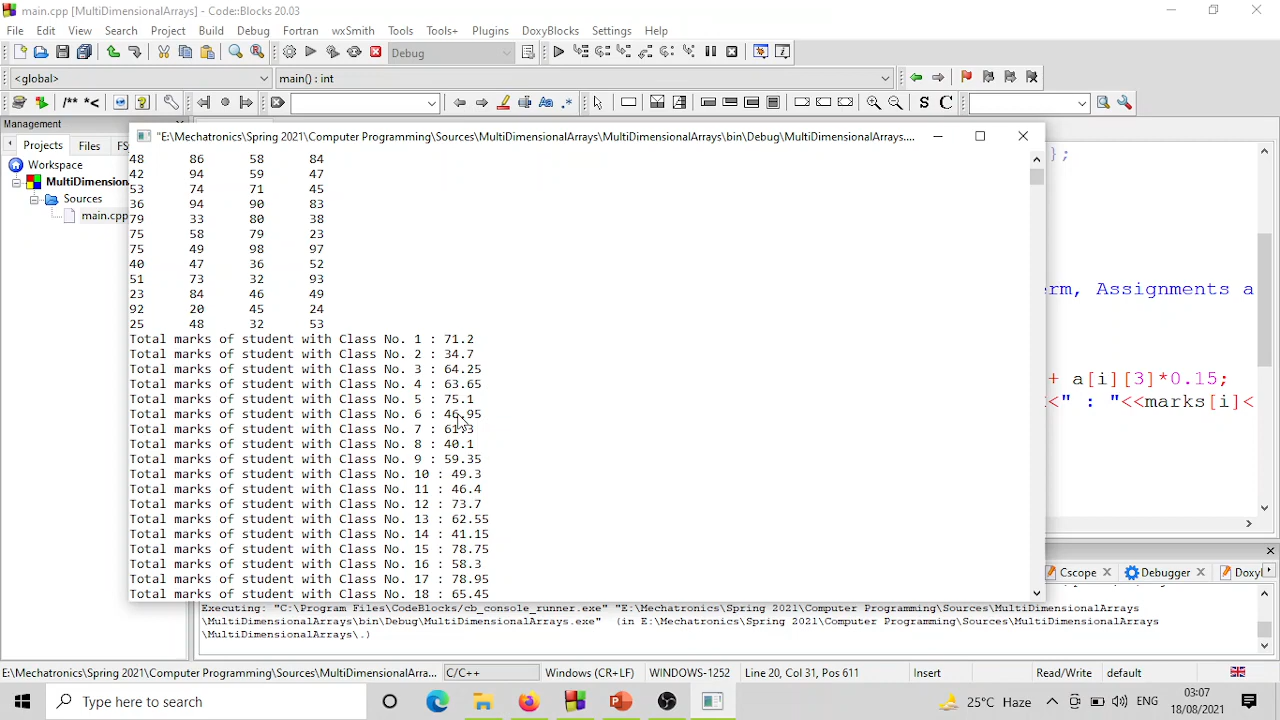 main.cpp [MultiDimensionalArrays] - Code::Blocks 20.03
File Edit View Search Project Build Debug Fortran wxSmith Tools Tools+ Plugins DoxyBlocks Settings Help
Debug
<global> main() : int
/** *< S C
Management
Projects Files FS
Workspace
MultiDimension
Sources
main.cpp
"E:\Mechatronics\Spring 2021\Computer Programming\Sources\MultiDimensionalArrays\MultiDimensionalArrays\bin\Debug\MultiDimensionalArrays....
48 86 58 84
42 94 59 47
53 74 71 45
36 94 90 83
79 33 80 38
75 58 79 23
75 49 98 97
40 47 36 52
51 73 32 93
23 84 46 49
92 20 45 24
25 48 32 53
Total marks of student with Class No. 1 : 71.2
Total marks of student with Class No. 2 : 34.7
Total marks of student with Class No. 3 : 64.25
Total marks of student with Class No. 4 : 63.65
Total marks of student with Class No. 5 : 75.1
Total marks of student with Class No. 6 : 46.95
Total marks of student with Class No. 7 :
Total marks of student with Class No. 8 : 40.1
Total marks of student with Class No. 9 : 59.35
Total marks of student with Class No. 10 : 49.3
Total marks of student with Class No. 11 : 46.4
Total marks of student with Class No. 12 : 73.7
Total marks of student with Class No. 13 : 62.55
Total marks of student with Class No. 14 : 41.15
Total marks of student with Class No. 15 : 78.75
Total marks of student with Class No. 16 : 58.3
Total marks of student with Class No. 17 : 78.95
Total marks of student with Class No. 18 : 65.45
};
rm, Assignments a
+ a[i][3]*0.15;
<" : "<<marks[i]<
Cscope Debugger Doxyl
Executing: "C:\Program Files\CodeBlocks/cb_console_runner.exe" "E:\Mechatronics\Spring 2021\Computer Programming\Sources\MultiDimensionalArrays
\MultiDimensionalArrays\bin\Debug\MultiDimensionalArrays.exe" (in E:\Mechatronics\Spring 2021\Computer Programming\Sources\MultiDimensionalArrays
\MultiDimensionalArrays\.)
E:\Mechatronics\Spring 2021\Computer Programming\Sources\MultiDimensionalArr... C/C++ Windows (CR+LF) WINDOWS-1252 Line 20, Col 31, Pos 611 Insert Read/Write default
Type here to search
25°C Haze ENG
03:07
18/08/2021